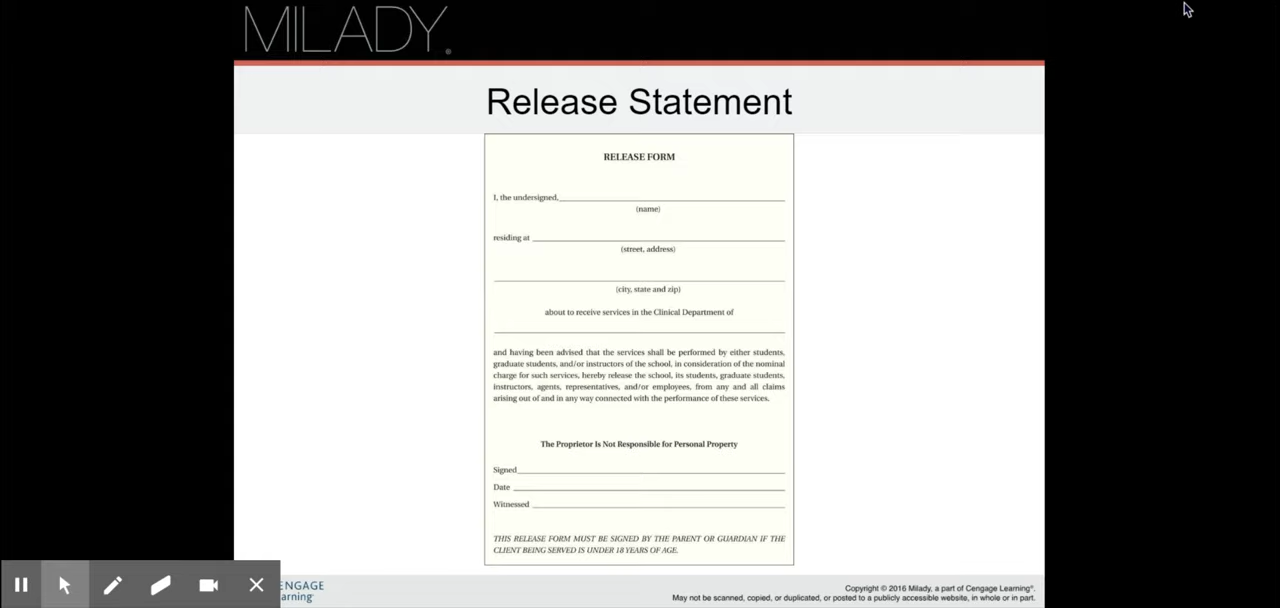 MILADY
Release Statement
RELEASE FORM
I, the undersigned,
(name)
residing at
(street, address)
(city, state and zip)
about to receive services in the Clinical Department of
and having been advised that the services shall be performed by either students,
graduate students, and/or instructors of the school, in consideration of the nominal
charge for such services, hereby release the school, its students, graduate students,
instructors, agents, representatives, and/or employees, from any and all claims
arising out of and in any way connected with the performance of these services.
The Proprietor Is Not Responsible for Personal Property
Signed
Date
Witnessed
THIS RELEASE FORM MUST BE SIGNED BY THE PARENT OR GUARDIAN IF THE
CLIENT BEING SERVED IS UNDER 18 YEARS OF AGE.
ENGAGE
arning
Copyright © 2016 Milady, a part of Cengage Learning®.
May not be scanned, copied, or duplicated, or posted to a publicly accessible website, in whole or in part.